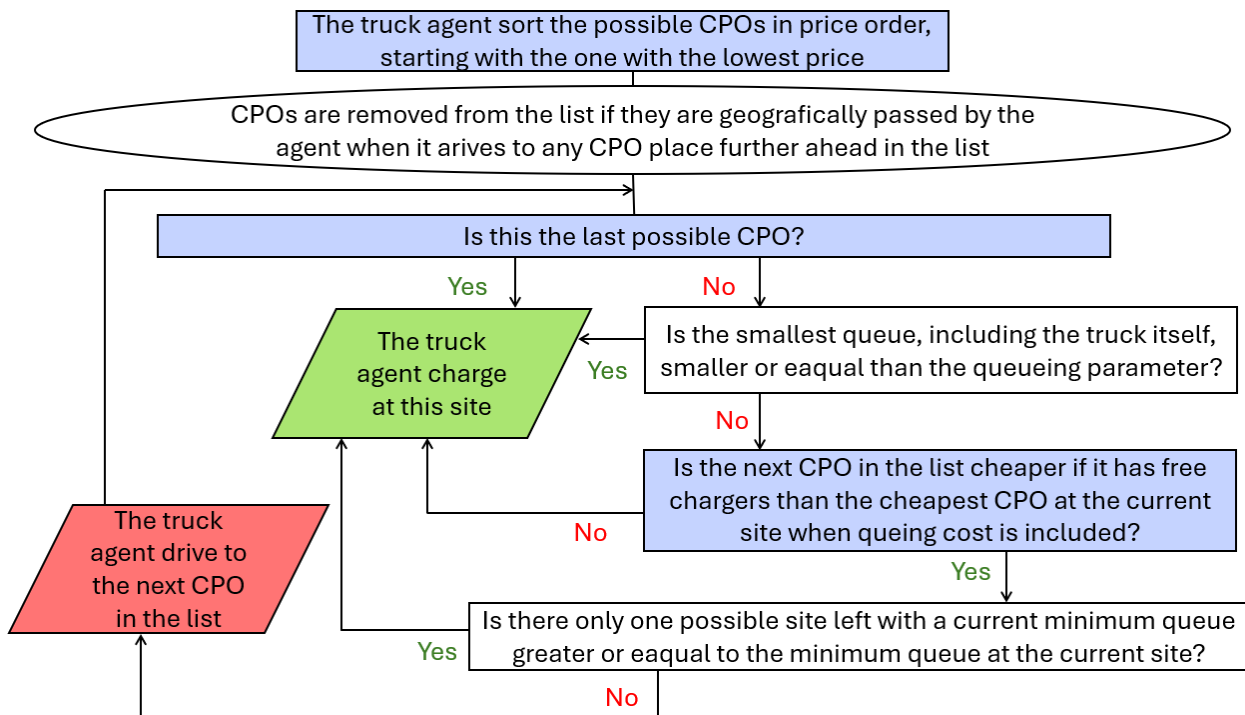 The truck agent sort the possible CPOs in price order,
starting with the one with the lowest price
CPOs are removed from the list if they are geografically passed by the
agent when it arives to any CPO place further ahead in the list
Is this the last possible CPO?
Yes
No
The truck
agent charge
at this site
Is the smallest queue, including the truck itself,
smaller or eaqual than the queueing parameter?
Yes
No
Is the next CPO in the list cheaper if it has free
chargers than the cheapest CPO at the current
site when queing cost is included?
No
Yes
The truck
agent drive to
the next CPO
in the list
Is there only one possible site left with a current minimum queue
greater or eaqual to the minimum queue at the current site?
Yes
No